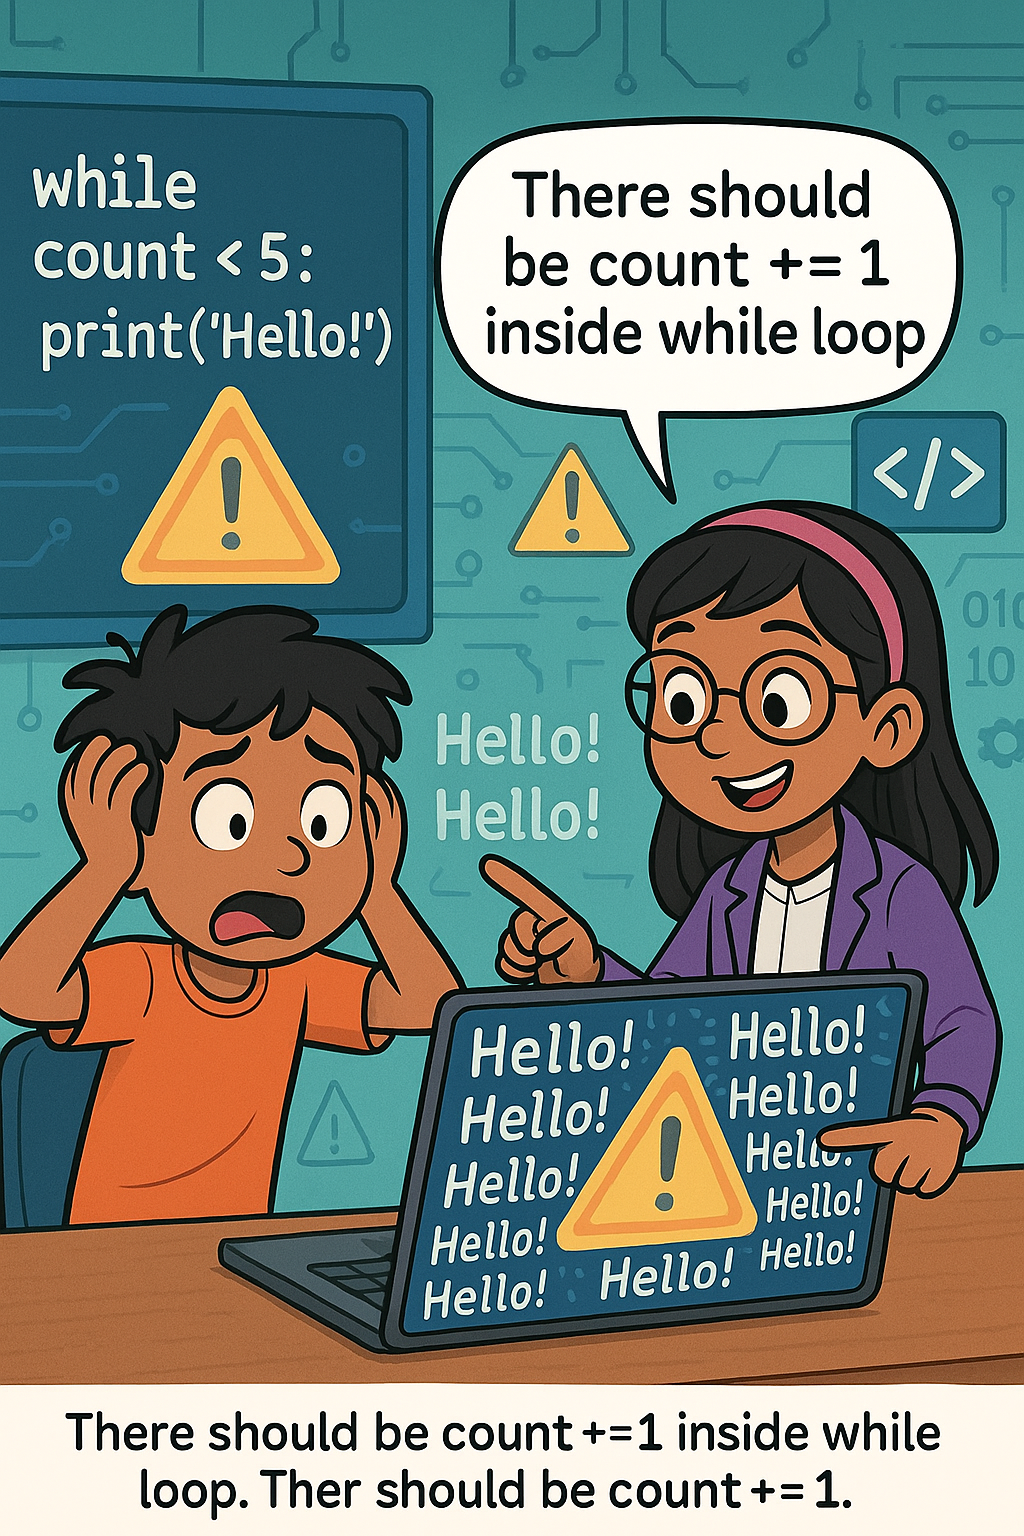 while
count < 5:
print('Hello!')
There should
be count += 1
inside while loop
</>
010
10
Hello!
Hello!
Hello!
Hello!
Hello!
Hello!
Hello!
Hello!
Hello!
Hello!
Hello!
Hello!
Hello!
There should be count +=1 inside while
loop. Ther should be count += 1.